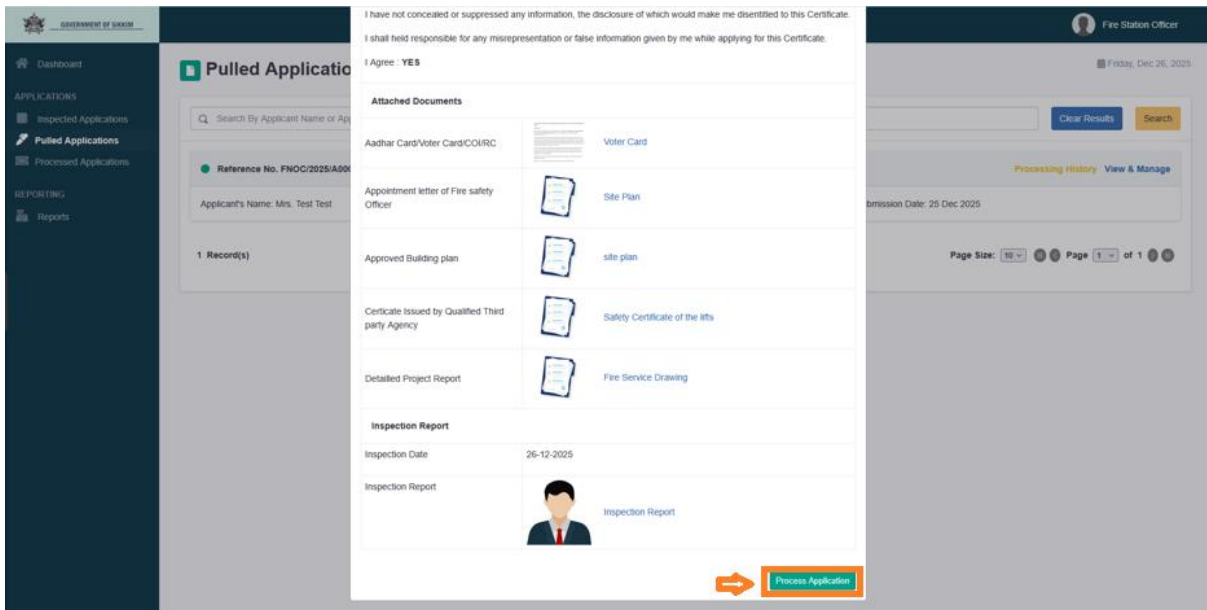 GOVERNMENT OF SIKKIM
Fire Station Officer
Dashboard
APPLICATIONS
Inspected Applications
Pulled Applications
Processed Applications
REPORTING
Reports
Pulled Applicatio
Friday, Dec 26, 2025
Search By Applicant Name or Ap
Clear Results
Search
Reference No. FNOC/2025/A00
Processing History View & Manage
Applicant's Name: Mrs. Test Test
bmission Date: 25 Dec 2025
1 Record(s)
Page Size: 10 Page 1 of 1
I have not concealed or suppressed any information, the disclosure of which would make me disentitled to this Certificate.
I shall held responsible for any misrepresentation or false information given by me while applying for this Certificate.
I Agree : YES
Attached Documents
Aadhar Card/Voter Card/COI/RC
Voter Card
Appointment letter of Fire safety
Officer
Site Plan
Approved Building plan
site plan
Certicate Issued by Qualified Third
party Agency
Safety Certificate of the lifts
Detailled Project Report
Fire Service Drawing
Inspection Report
Inspection Date
26-12-2025
Inspection Report
Inspection Report
Process Application